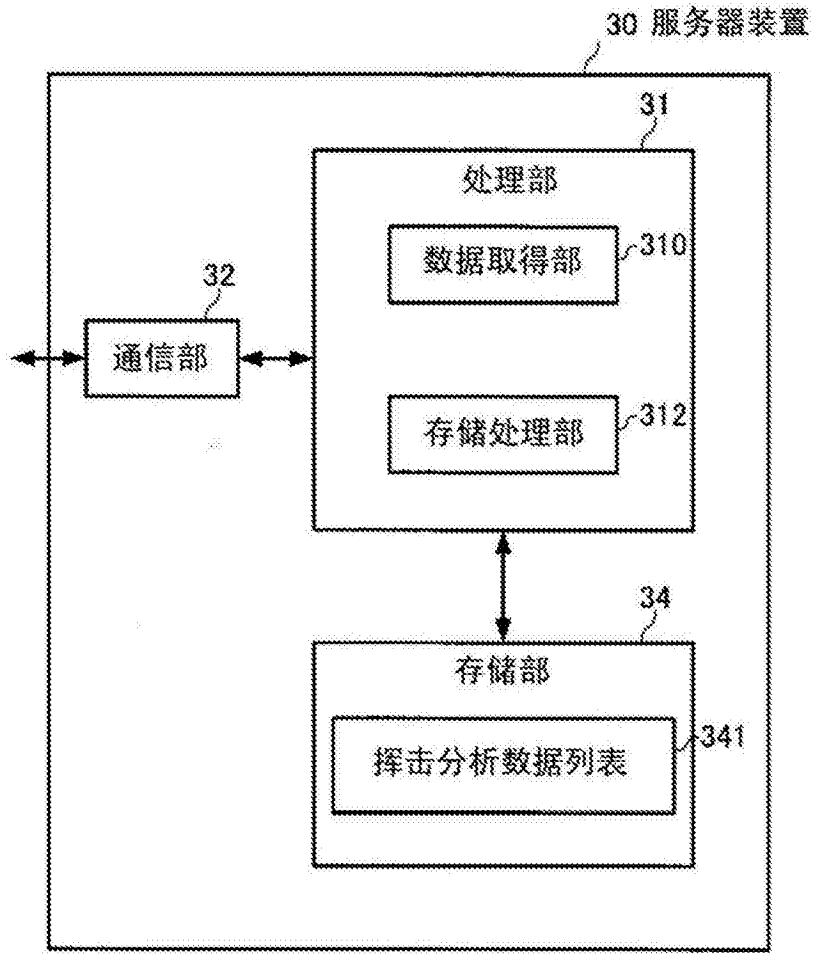 30 服务器装置
31
处理部
数据取得部
310
32
通信部
存储处理部
312
34
存储部
挥击分析数据列表
341